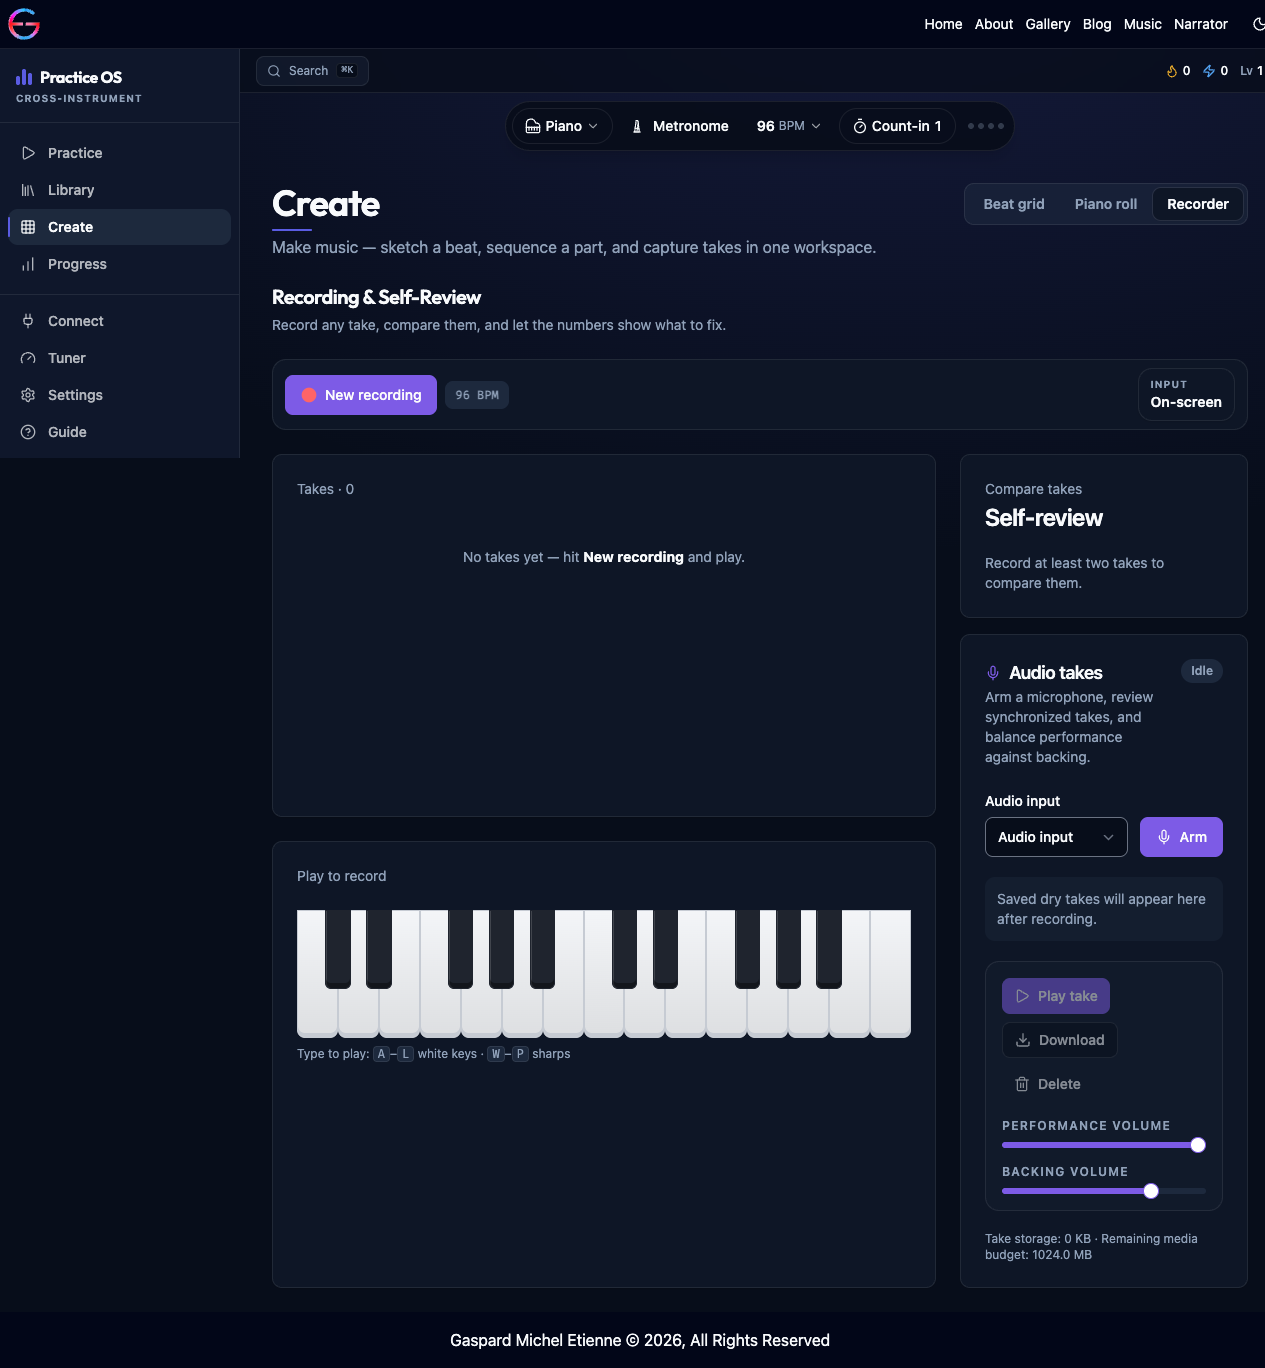 Home About Gallery Blog Music Narrator
Practice OS
CROSS-INSTRUMENT
Search ⌘K
0 0 Lv 1
Piano Metronome 96 BPM Count-in 1
Practice
Library
Create
Progress
Connect
Tuner
Settings
Guide
Create
Beat grid Piano roll Recorder
Make music — sketch a beat, sequence a part, and capture takes in one workspace.
Recording & Self-Review
Record any take, compare them, and let the numbers show what to fix.
New recording 96 BPM
INPUT
On-screen
Takes · 0
No takes yet — hit New recording and play.
Compare takes
Self-review
Record at least two takes to
compare them.
Audio takes Idle
Arm a microphone, review
synchronized takes, and
balance performance
against backing.
Audio input
Audio input Arm
Saved dry takes will appear here
after recording.
Play take
Download
Delete
PERFORMANCE VOLUME
BACKING VOLUME
Take storage: 0 KB · Remaining media
budget: 1024.0 MB
Play to record
Type to play: A–L white keys · W–P sharps
Gaspard Michel Etienne © 2026, All Rights Reserved